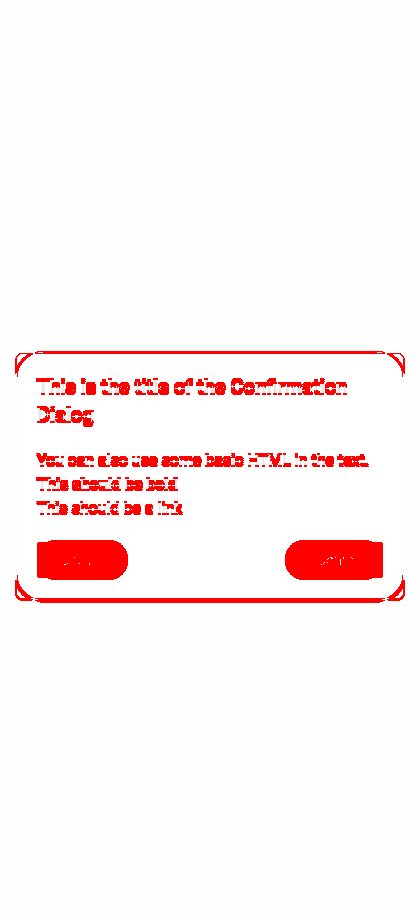 This is the title of the Confirmation
Dialog
You can also use some basic HTML in the text.
This should be bold
This should be a link